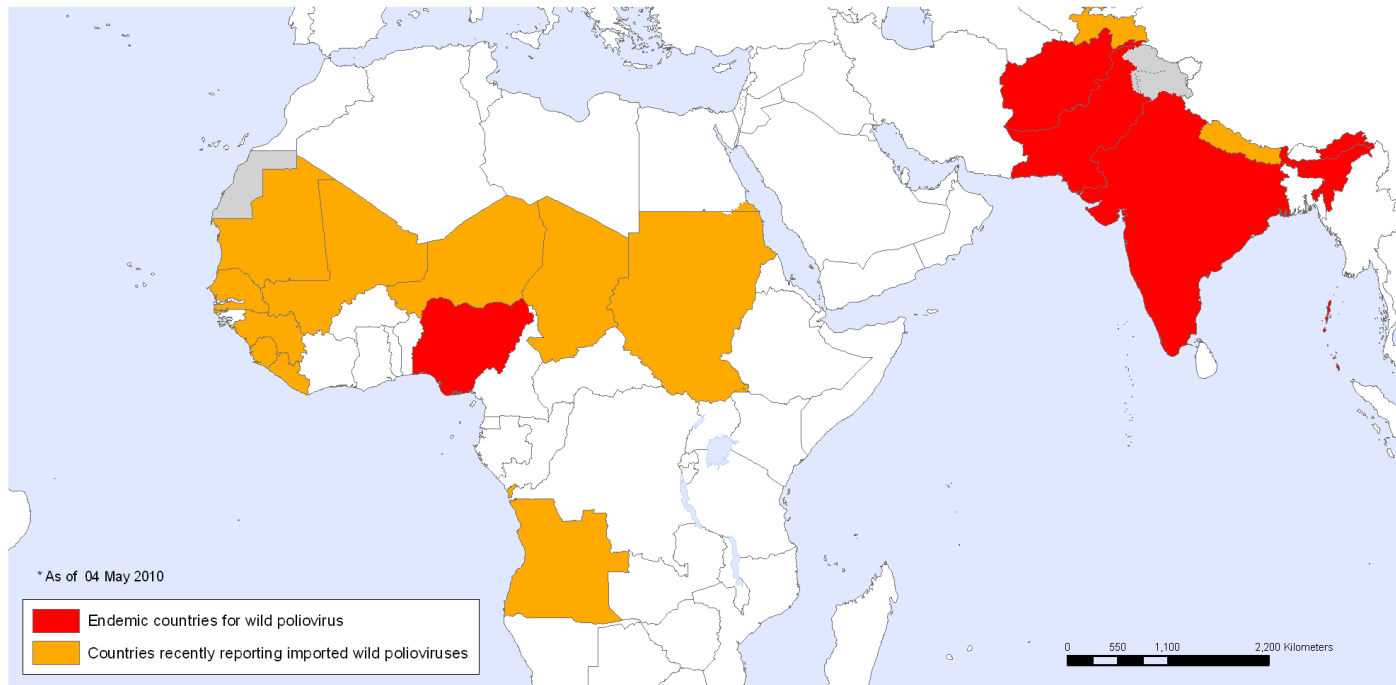 * As of 04 May 2010
Endemic countries for wild poliovirus
Countries recently reporting imported wild polioviruses
0 550 1,100 2,200 Kilometers